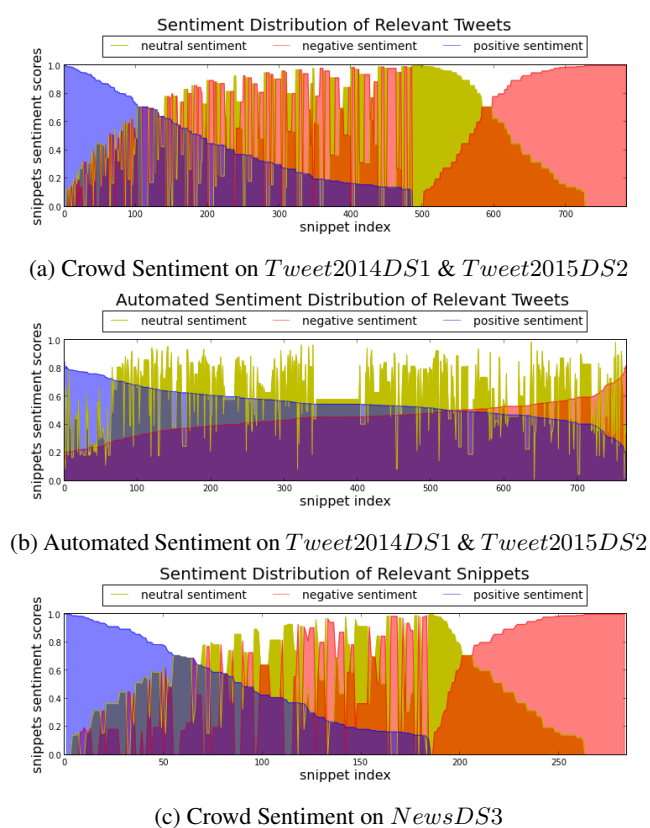 Sentiment Distribution of Relevant Tweets
neutral sentiment negative sentiment positive sentiment
snippets sentiment scores
1.0
0.8
0.6
0.4
0.2
0.0
0 100 200 300 400 500 600 700
snippet index
(a) Crowd Sentiment on Tweet2014DS1 & Tweet2015DS2
Automated Sentiment Distribution of Relevant Tweets
neutral sentiment negative sentiment positive sentiment
snippets sentiment scores
1.0
0.8
0.6
0.4
0.2
0.0
0 100 200 300 400 500 600 700
snippet index
(b) Automated Sentiment on Tweet2014DS1 & Tweet2015DS2
Sentiment Distribution of Relevant Snippets
neutral sentiment negative sentiment positive sentiment
snippets sentiment scores
1.0
0.8
0.6
0.4
0.2
0.0
0 50 100 150 200 250
snippet index
(c) Crowd Sentiment on NewsDS3